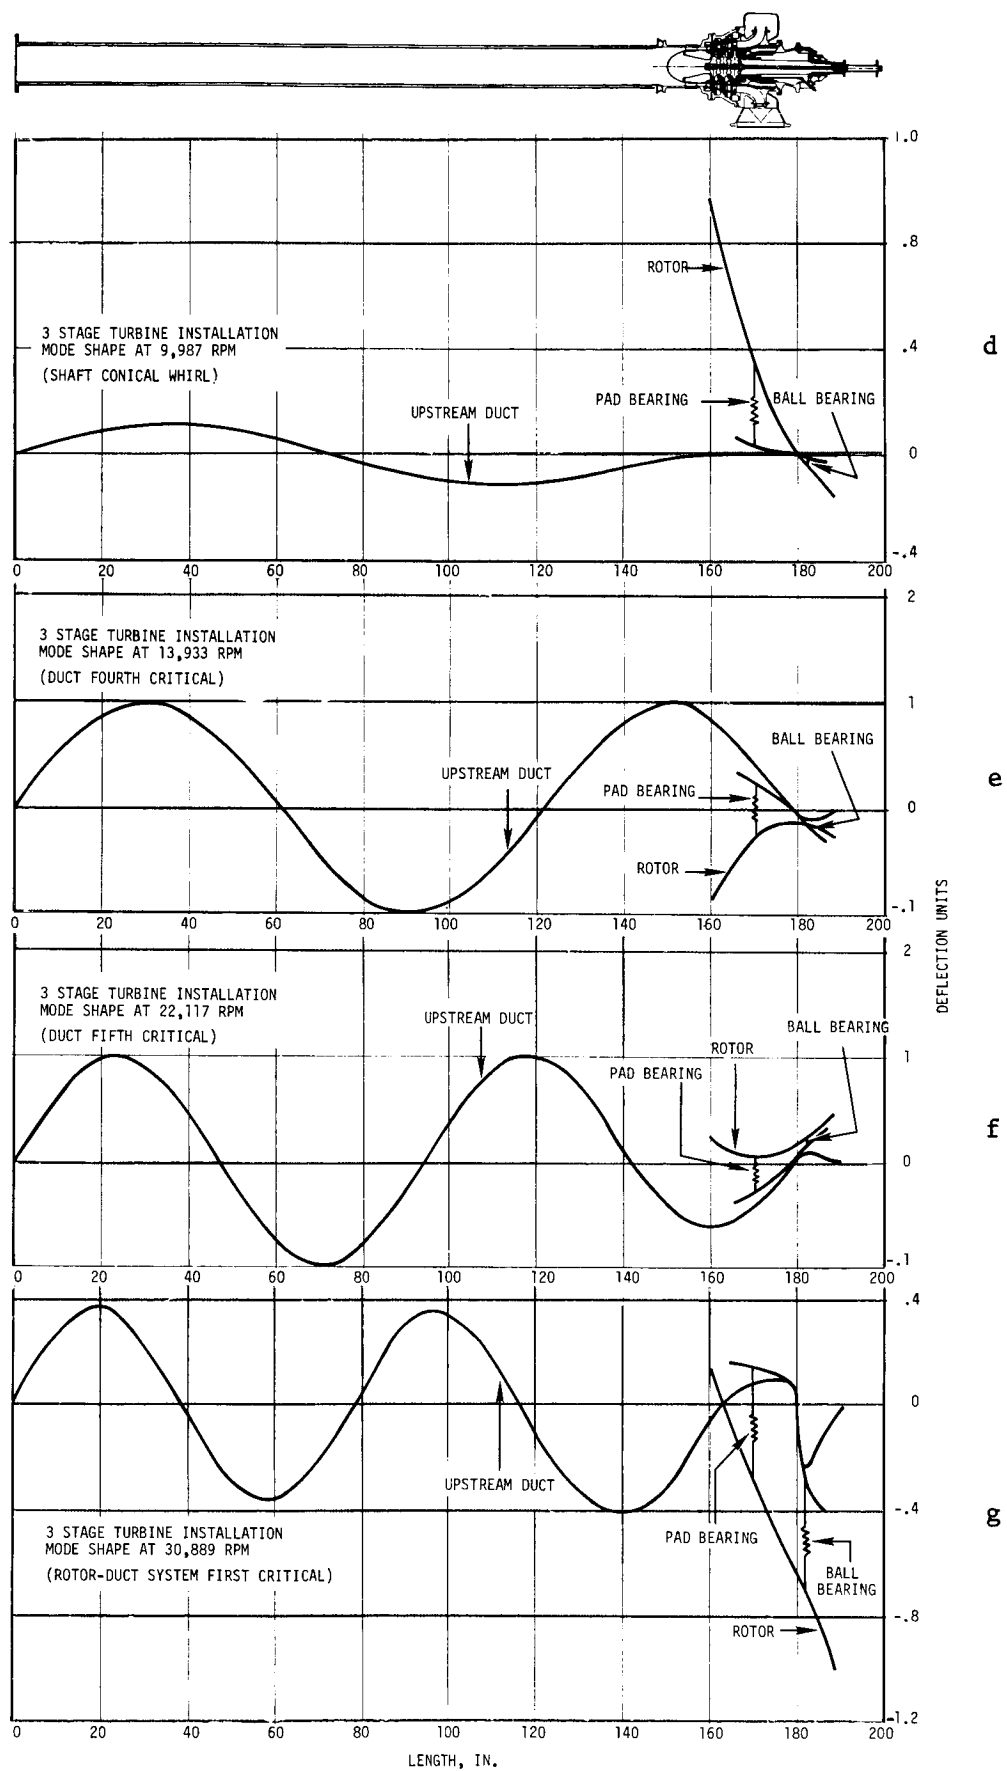 1.0
.8
ROTOR
3 STAGE TURBINE INSTALLATION
MODE SHAPE AT 9,987 RPM
(SHAFT CONICAL WHIRL)
.4
d
PAD BEARING
BALL BEARING
UPSTREAM DUCT
0
-.4
0 20 40 60 80 100 120 140 160 180 200
2
3 STAGE TURBINE INSTALLATION
MODE SHAPE AT 13,933 RPM
(DUCT FOURTH CRITICAL)
1
BALL BEARING
UPSTREAM DUCT
e
PAD BEARING
0
ROTOR
-.1
0 20 40 60 80 100 120 140 160 180 200
DEFLECTION UNITS
2
3 STAGE TURBINE INSTALLATION
MODE SHAPE AT 22,117 RPM
(DUCT FIFTH CRITICAL)
UPSTREAM DUCT
BALL BEARING
ROTOR
1
PAD BEARING
f
0
-.1
0 20 40 60 80 100 120 140 160 180 200
.4
0
UPSTREAM DUCT
-.4
g
3 STAGE TURBINE INSTALLATION
MODE SHAPE AT 30,889 RPM
(ROTOR-DUCT SYSTEM FIRST CRITICAL)
PAD BEARING
BALL
BEARING
-.8
ROTOR
-1.2
0 20 40 60 80 100 120 140 160 180 200
LENGTH, IN.